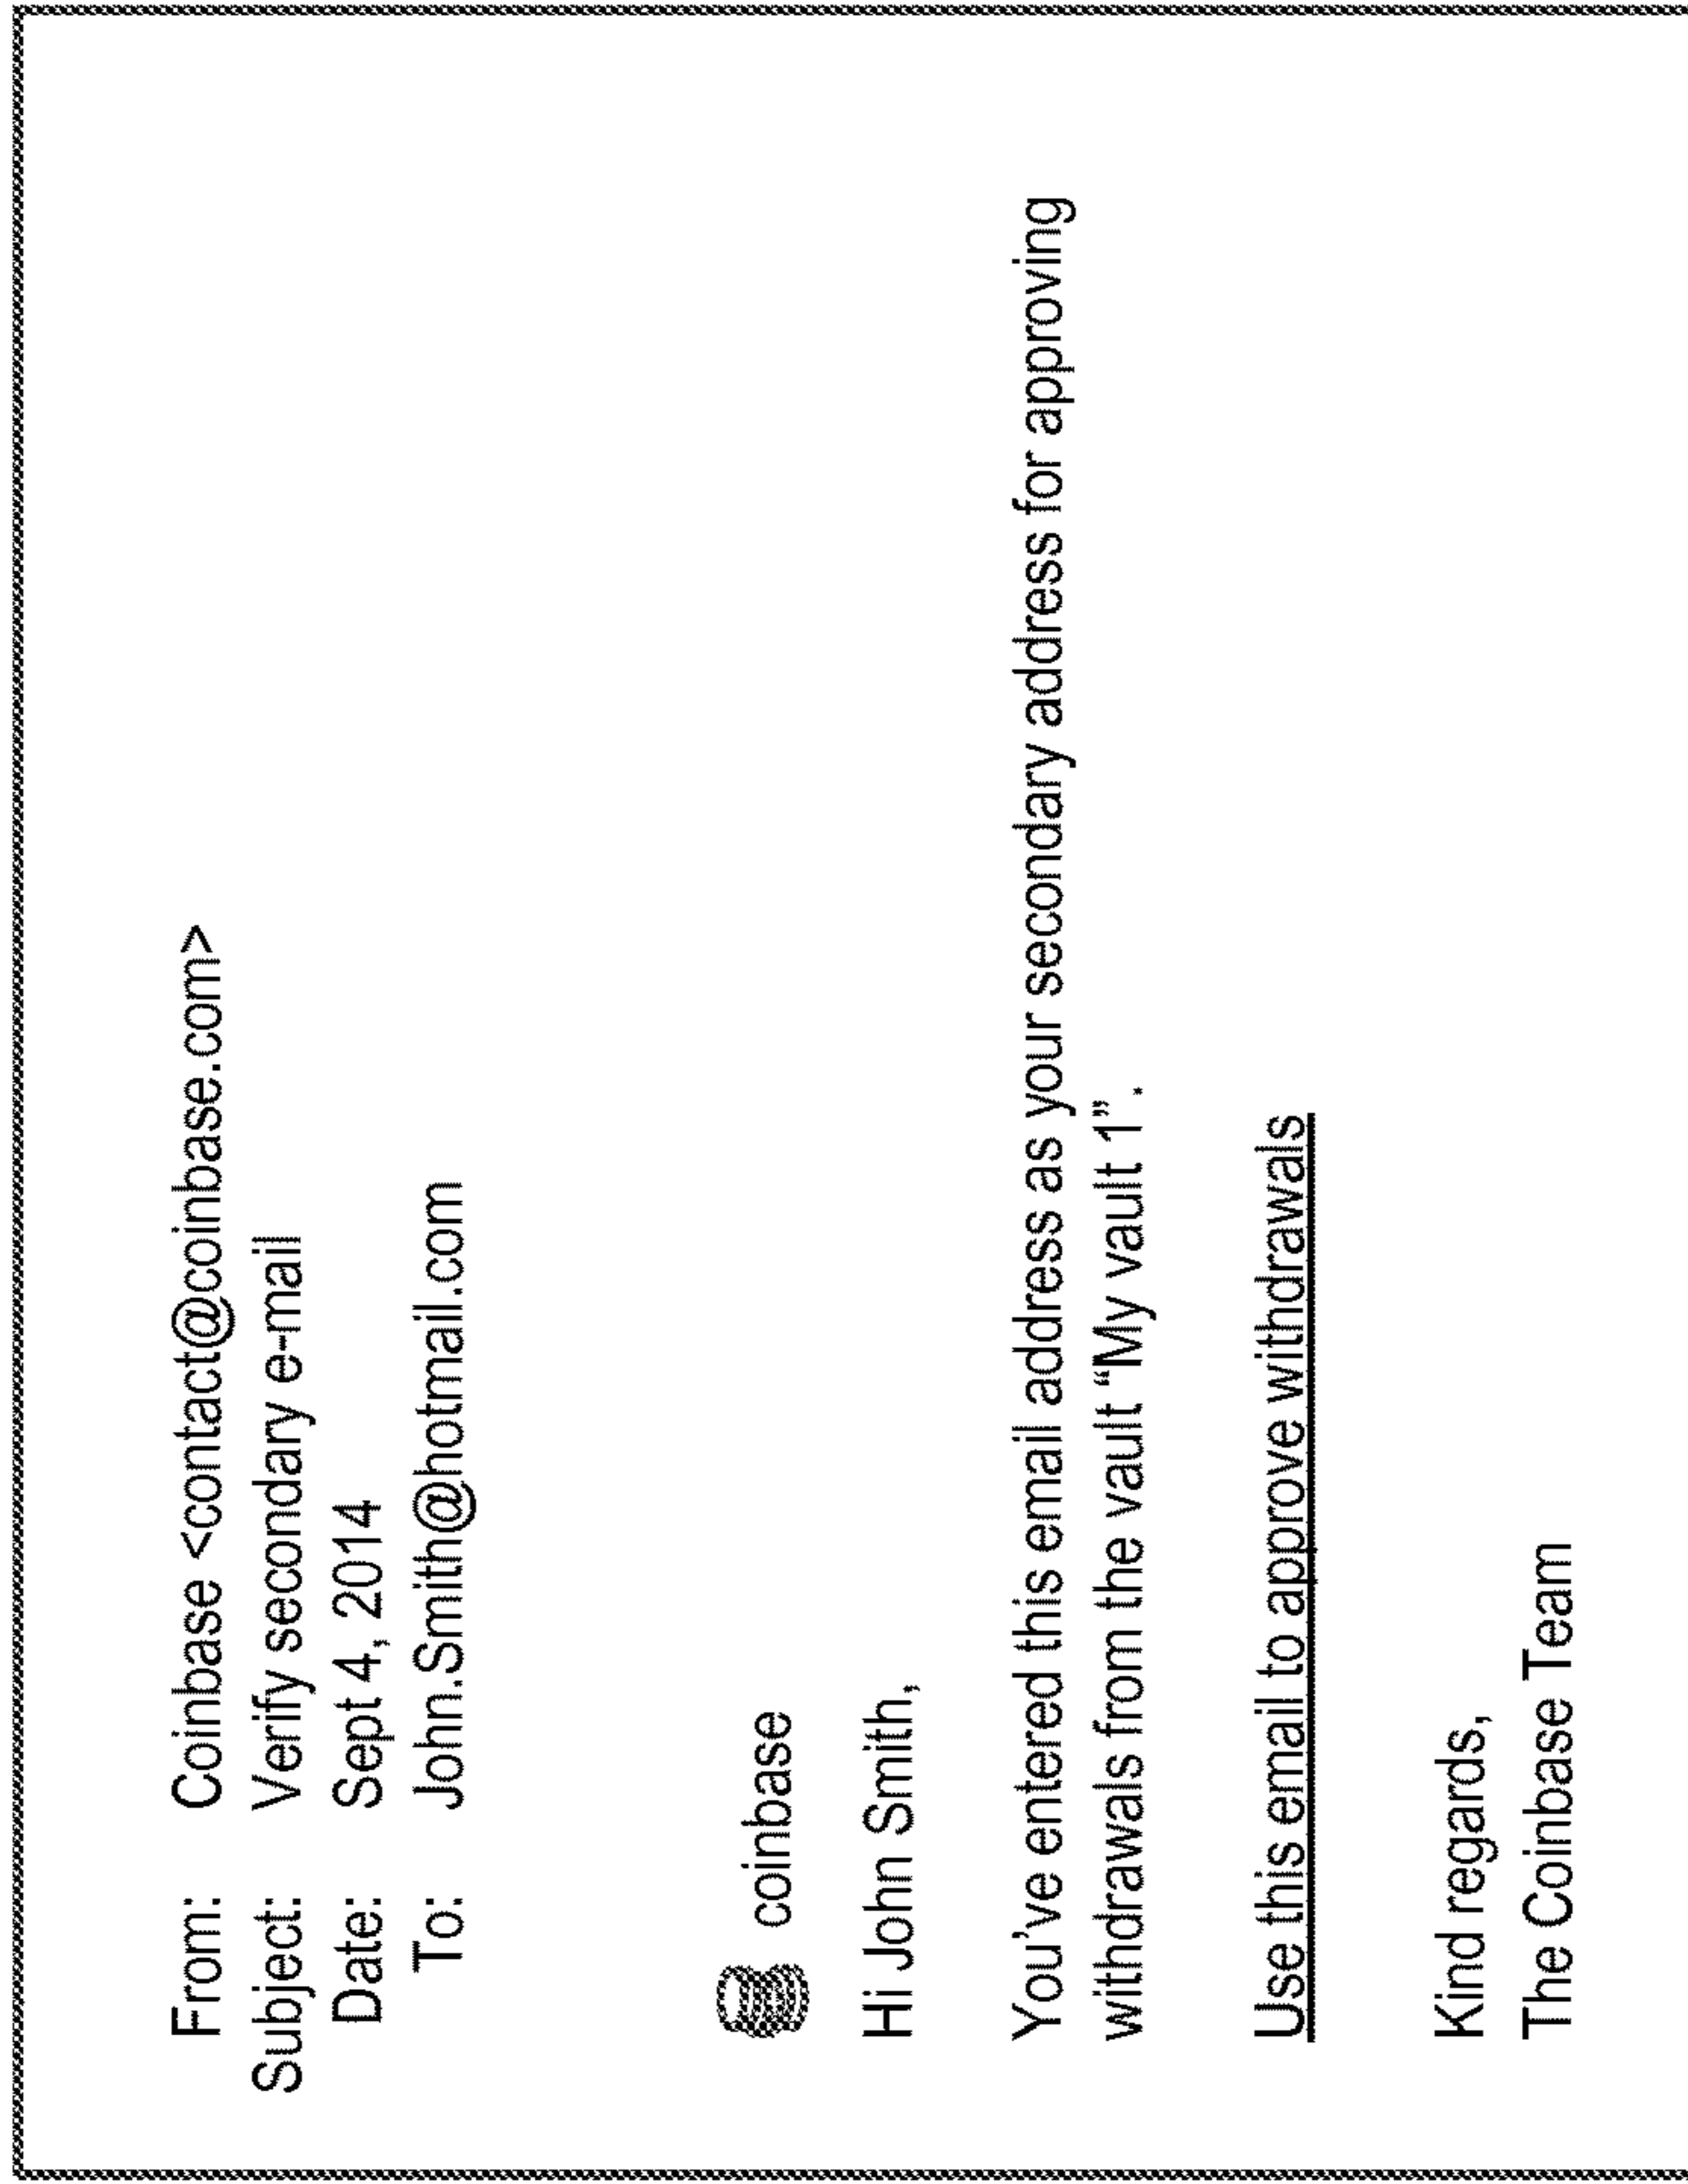 From: Coinbase <contact@coinbase.com>
Subject: Verify secondary e-mail
Date: Sept 4, 2014
To: John.Smith@hotmail.com
coinbase
Hi John Smith,
You've entered this email address as your secondary address for approving
withdrawals from the vault “My vault 1”.
Use this email to approve withdrawals
Kind regards,
The Coinbase Team